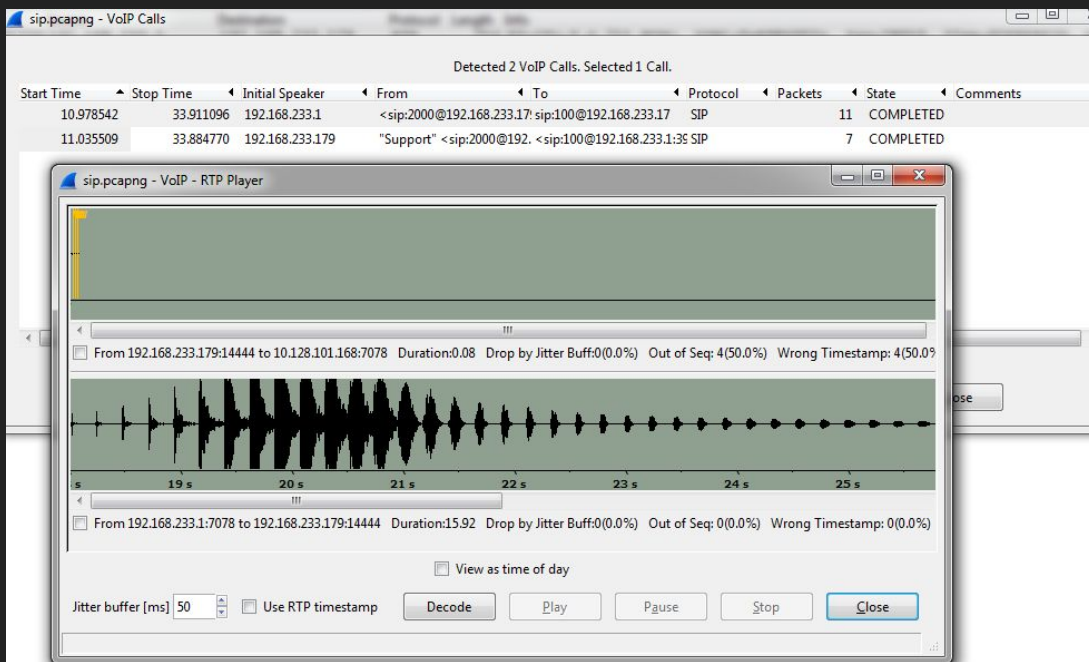 sip.pcapng - VoIP Calls
Detected 2 VoIP Calls. Selected 1 Call.
Start Time Stop Time Initial Speaker From To Protocol Packets State Comments
10.978542 33.911096 192.168.233.1 <sip:2000@192.168.233.17! sip:100@192.168.233.17 SIP 11 COMPLETED
11.035509 33.884770 192.168.233.179 "Support" <sip:2000@192. <sip:100@192.168.233.1:39 SIP 7 COMPLETED
sip.pcapng - VoIP - RTP Player
From 192.168.233.179:14444 to 10.128.101.168:7078 Duration:0.08 Drop by Jitter Buff:0(0.0%) Out of Seq: 4(50.0%) Wrong Timestamp: 4(50.0%
s 19 s 20 s 21 s 22 s 23 s 24 s 25 s
From 192.168.233.1:7078 to 192.168.233.179:14444 Duration:15.92 Drop by Jitter Buff:0(0.0%) Out of Seq: 0(0.0%) Wrong Timestamp: 0(0.0%)
ose
View as time of day
Jitter buffer [ms] 50 Use RTP timestamp Decode Play Pause Stop Close